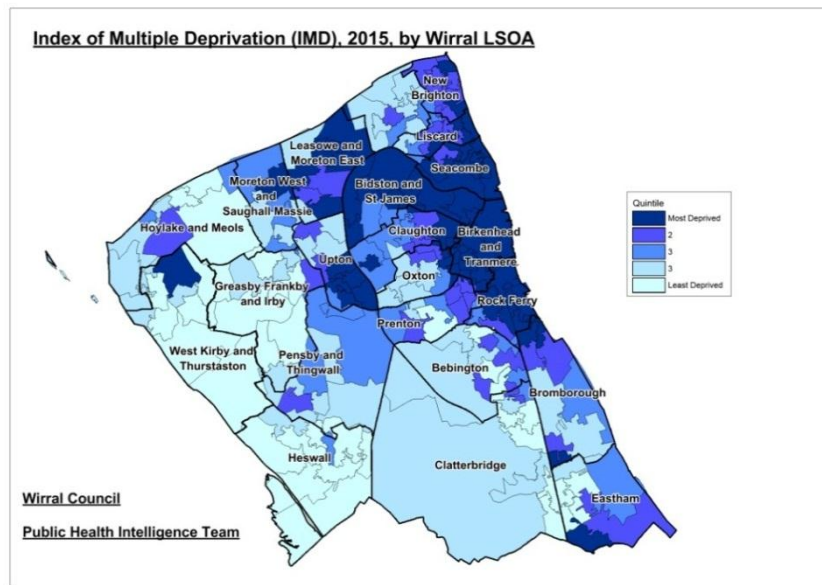 Index of Multiple Deprivation (IMD), 2015, by Wirral LSOA
New
Brighton
Liscard
Leasowe and
Moreton East
Seacombe
Bidston and
St James
Moreton West
and
Saughall Massie
Hoylake and Meols
Claughton
Birkenhead
and
Tranmere
Upton
Oxton
Greasby Frankby
and Irby
Rock Ferry
Prenton
West Kirby and
Thurstaston
Pensby and
Thingwall
Bebington
Bromborough
Heswall
Clatterbridge
Eastham
Quintile
Most Deprived
2
3
3
Least Deprived
Wirral Council
Public Health Intelligence Team